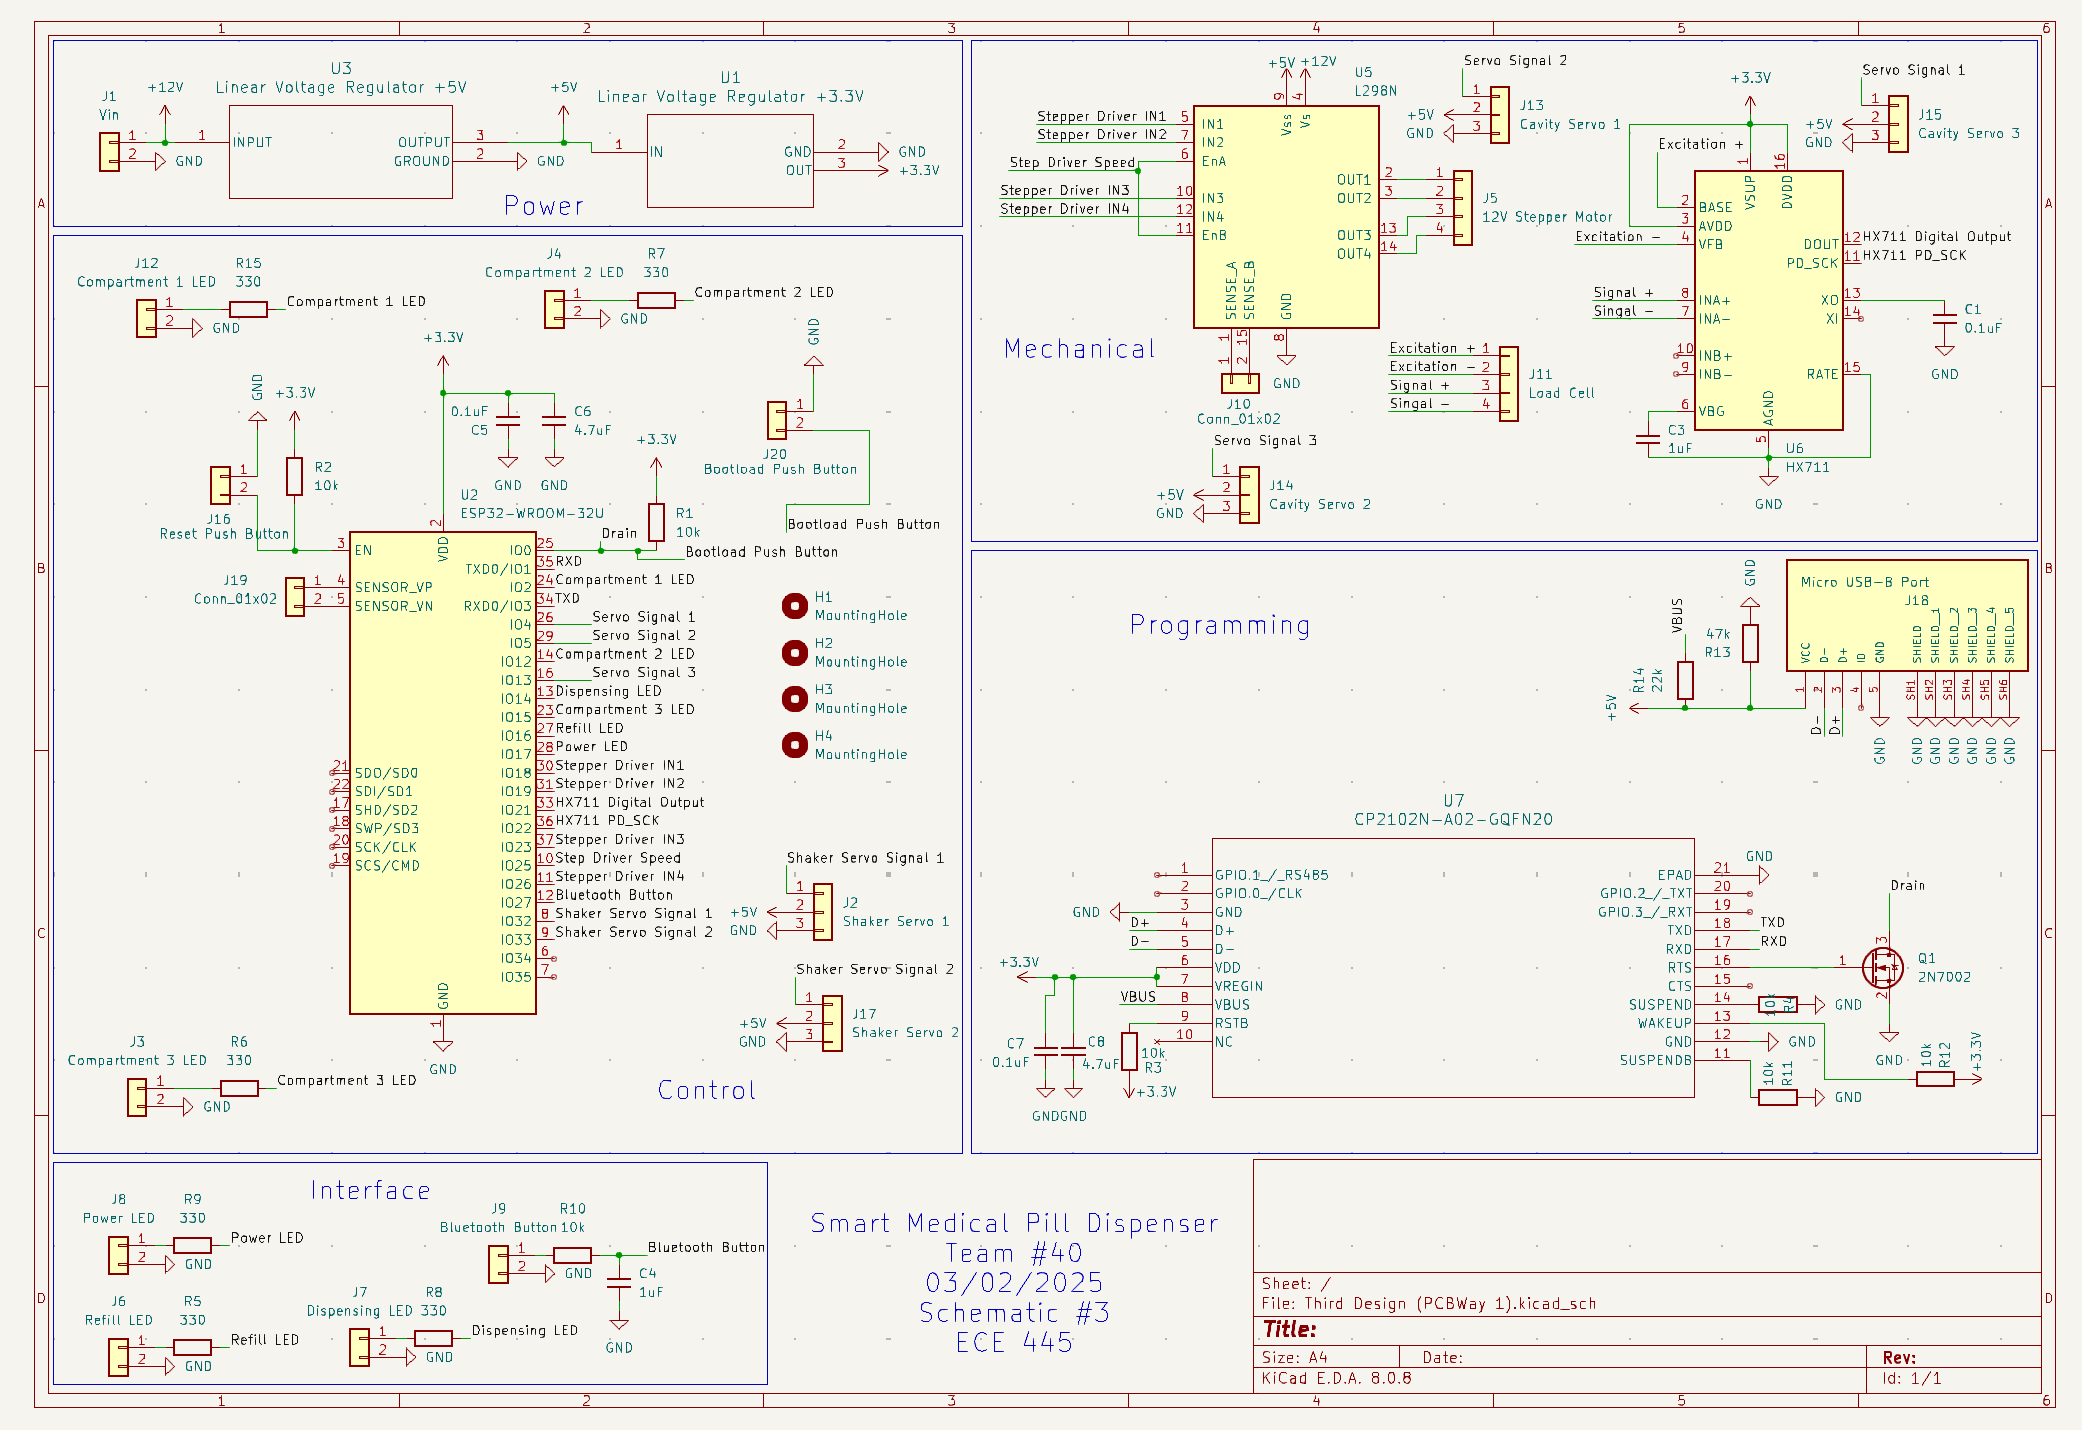 1 2 3 4 5 6
A
B
C
D
Power
J1
Vin
1
2
+12V
GND
U3
Linear Voltage Regulator +5V
1 INPUT
OUTPUT 3
GROUND 2
GND
+5V
U1
Linear Voltage Regulator +3.3V
1 IN
GND 2 GND
OUT 3 +3.3V
Control
J12
Compartment 1 LED
1
2
GND
R15
330
Compartment 1 LED
J4
Compartment 2 LED
1
2
GND
R7
330
Compartment 2 LED
+3.3V
0.1uF
C5
GND
C6
4.7uF
GND
GND
1
2
J20
Bootload Push Button
Bootload Push Button
GND
+3.3V
1
2
J16
Reset Push Button
R2
10k
+3.3V
R1
10k
Drain
Bootload Push Button
U2
ESP32-WROOM-32U
J19
Conn_01x02
1
2
3 EN
4 SENSOR_VP
5 SENSOR_VN
21 SDO/SD0
22 SDI/SD1
17 SHD/SD2
18 SWP/SD3
20 SCK/CLK
19 SCS/CMD
2 VDD
GND 1
GND
IO0 25
TXD0/IO1 35 RXD
IO2 24 Compartment 1 LED
RXD0/IO3 34 TXD
IO4 26 Servo Signal 1
IO5 29 Servo Signal 2
IO12 14 Compartment 2 LED
IO13 16 Servo Signal 3
IO14 13 Dispensing LED
IO15 23 Compartment 3 LED
IO16 27 Refill LED
IO17 28 Power LED
IO18 30 Stepper Driver IN1
IO19 31 Stepper Driver IN2
IO21 33 HX711 Digital Output
IO22 36 HX711 PD_SCK
IO23 37 Stepper Driver IN3
IO25 10 Step Driver Speed
IO26 11 Stepper Driver IN4
IO27 12 Bluetooth Button
IO32 8 Shaker Servo Signal 1
IO33 9 Shaker Servo Signal 2
IO34 6
IO35 7
H1
MountingHole
H2
MountingHole
H3
MountingHole
H4
MountingHole
Shaker Servo Signal 1
1
+5V 2
GND 3
J2
Shaker Servo 1
Shaker Servo Signal 2
1
+5V 2
GND 3
J17
Shaker Servo 2
J3
Compartment 3 LED
1
2
GND
R6
330
Compartment 3 LED
Mechanical
+5V +12V
U5
L298N
9 Vss
4 Vs
Stepper Driver IN1 5 IN1
Stepper Driver IN2 7 IN2
Step Driver Speed 6 EnA
Stepper Driver IN3 10 IN3
Stepper Driver IN4 12 IN4
11 EnB
OUT1 2 1
OUT2 3 2
OUT3 13 3
OUT4 14 4
J5
12V Stepper Motor
SENSE_A 1 1
SENSE_B 15 2
GND 8
GND
J10
Conn_01x02
Servo Signal 2
1
+5V 2
GND 3
J13
Cavity Servo 1
Servo Signal 1
1
+5V 2
GND 3
J15
Cavity Servo 3
Servo Signal 3
1
+5V 2
GND 3
J14
Cavity Servo 2
Excitation + 1
Excitation - 2
Signal + 3
Singal - 4
J11
Load Cell
+3.3V
Excitation +
1 VSUP
16 DVDD
2 BASE
3 AVDD
Excitation - 4 VFB
Signal + 8 INA+
Singal - 7 INA-
10 INB+
9 INB-
6 VBG
AGND 5
DOUT 12 HX711 Digital Output
PD_SCK 11 HX711 PD_SCK
XO 13
XI 14
RATE 15
C1
0.1uF
GND
C3
1uF
U6
HX711
GND
Programming
GND
VBUS
47k
R13
R14
22k
+5V
Micro USB-B Port
J18
VCC 1
D- 2
D+ 3
ID 4
GND 5
SHIELD SH1
SHIELD_1 SH2
SHIELD_2 SH3
SHIELD_3 SH4
SHIELD_4 SH5
SHIELD_5 SH6
D-
D+
GND
GND
GND
GND
GND
GND
GND
U7
CP2102N-A02-GQFN20
1 GPIO.1_/_RS485
2 GPIO.0_/CLK
GND 3 GND
D+ 4 D+
D- 5 D-
6 VDD
7 VREGIN
VBUS 8 VBUS
9 RSTB
10 NC
+3.3V
C7
0.1uF
C8
4.7uF
GND
GND
10k
R3
+3.3V
EPAD 21 GND
GPIO.2_/_TXT 20
GPIO.3_/_RXT 19
TXD 18 TXD
RXD 17 RXD
RTS 16
CTS 15
SUSPEND 14
WAKEUP 13
GND 12 GND
SUSPENDB 11
10k
R4
GND
10k
R11
GND
10k
R12
+3.3V
Drain
3
1
2
Q1
2N7002
GND
Interface
J8
Power LED
1
2
GND
R9
330
Power LED
J6
Refill LED
1
2
GND
R5
330
Refill LED
J9
Bluetooth Button
1
2
GND
R10
10k
Bluetooth Button
C4
1uF
GND
J7
Dispensing LED
1
2
GND
R8
330
Dispensing LED
Smart Medical Pill Dispenser
Team #40
03/02/2025
Schematic #3
ECE 445
Sheet: /
File: Third Design (PCBWay 1).kicad_sch
Title:
Size: A4 Date: Rev:
KiCad E.D.A. 8.0.8 Id: 1/1
A
B
C
D
1 2 3 4 5 6